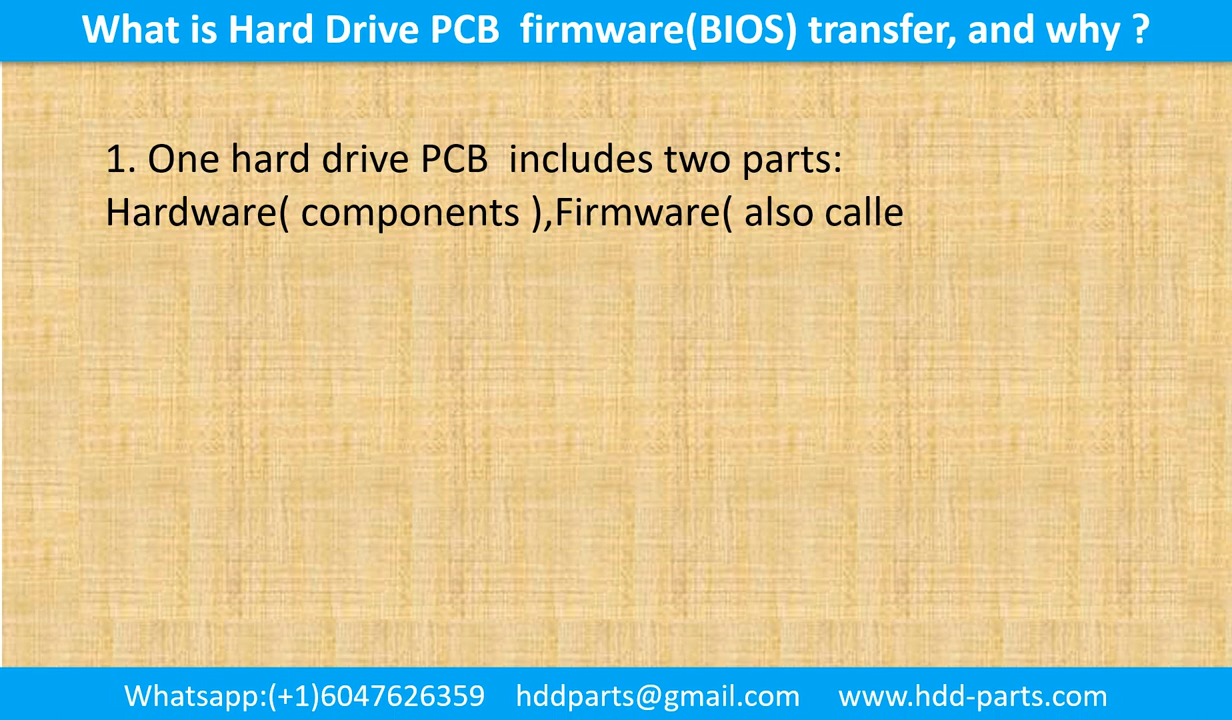 What is Hard Drive PCB  firmware(BIOS) transfer, and why ?
1. One hard drive PCB  includes two parts:
Hardware( components ),Firmware( also calle
Whatsapp:(+1)6047626359    hddparts@gmail.com    www.hdd-parts.com